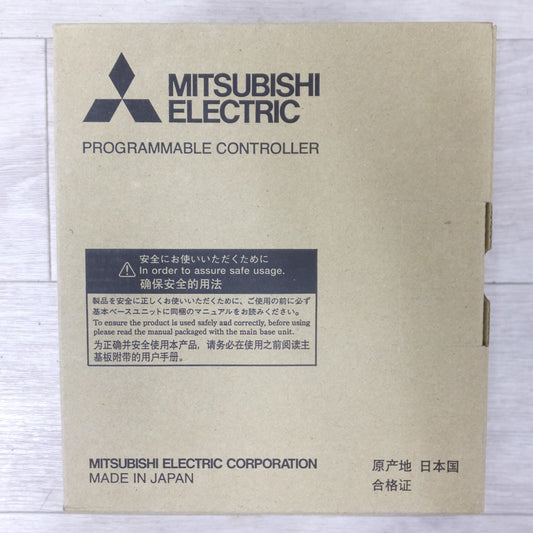 MITSUBISHI
ELECTRIC
PROGRAMMABLE CONTROLLER
安全にお使いいただくために
In order to assure safe usage.
确保安全的用法
製品を安全に正しくお使いいただくために、ご使用の前に必ず
基本ベースユニットに同梱のマニュアルをお読みください。
To ensure the product is used safely and correctly, before using
please read the manual packaged with the main base unit.
为正确并安全使用本产品，请务必在使用之前阅读主
基板附带的用户手册。
MITSUBISHI ELECTRIC CORPORATION
MADE IN JAPAN
原产地 日本国
合格证